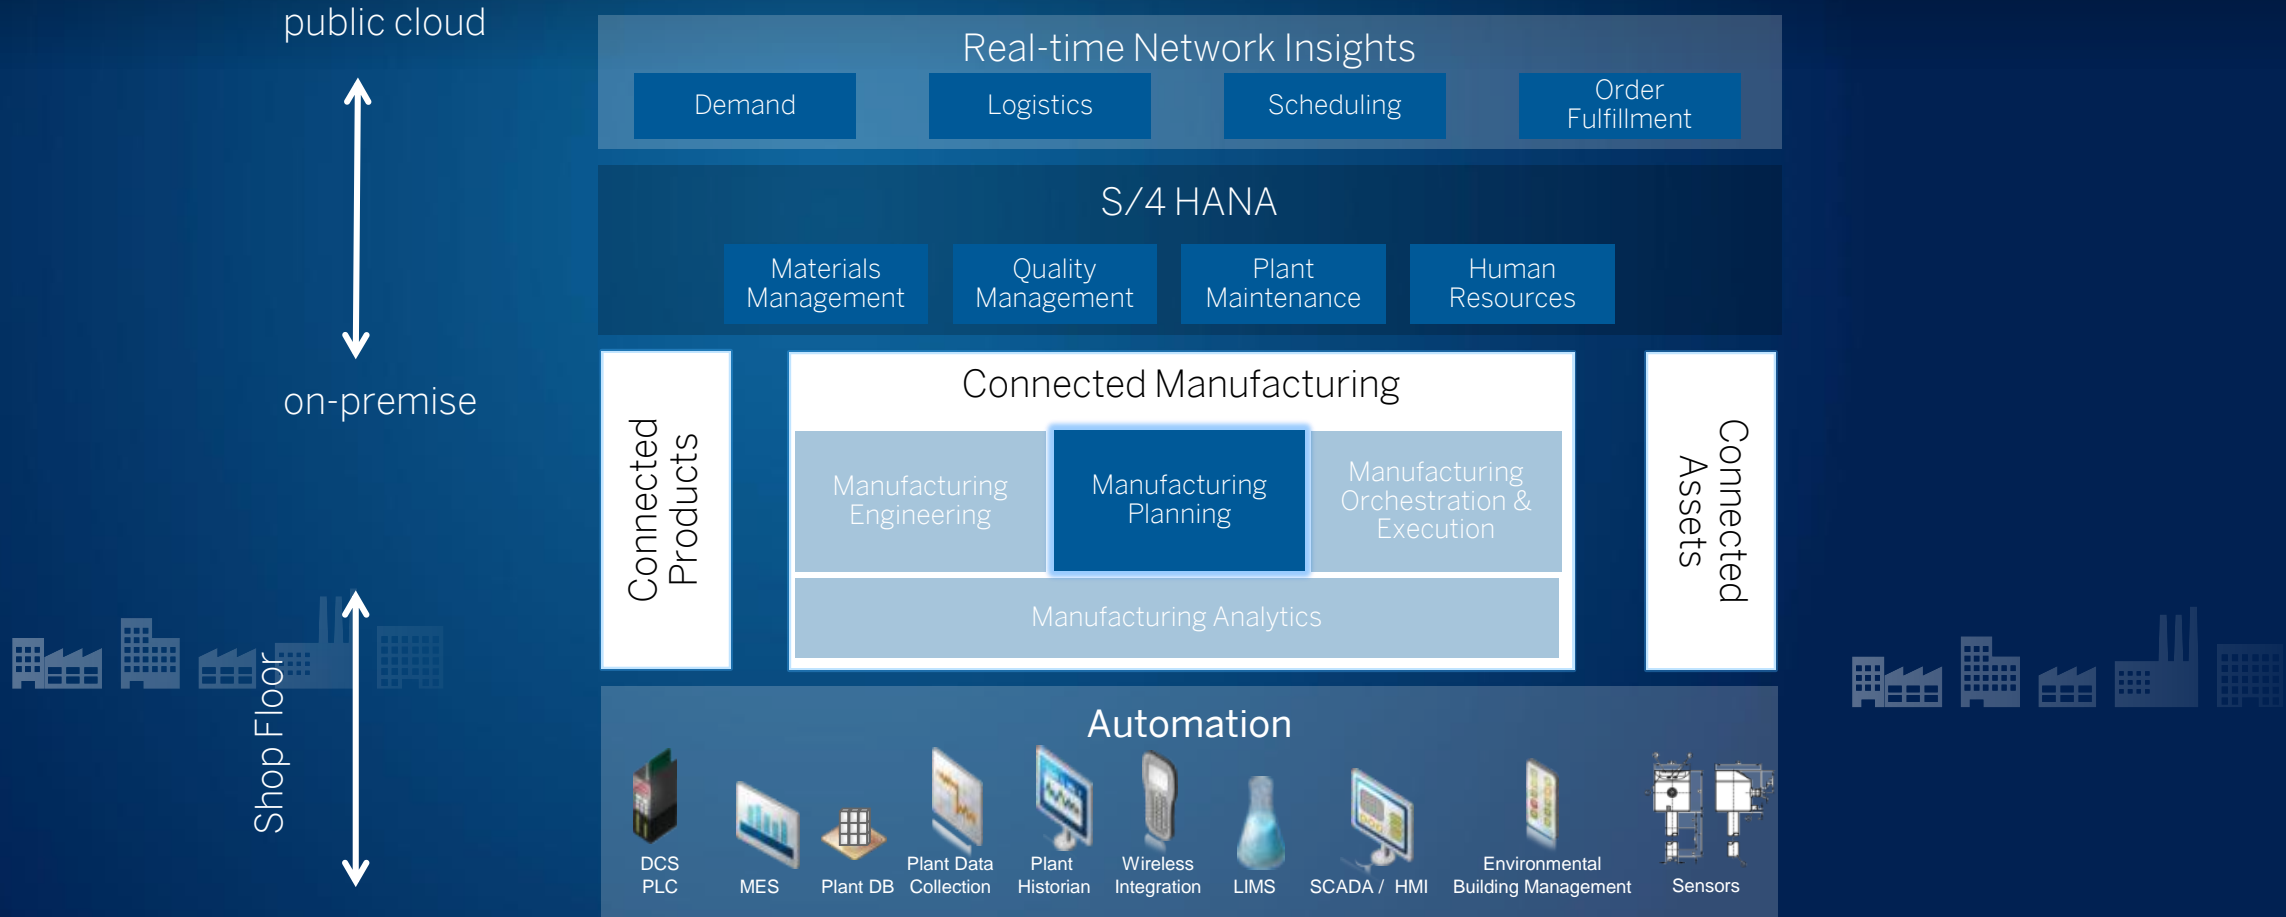 public cloud
Real-time Network Insights
Demand
Logistics
Scheduling
Order
Fulfillment
S/4 HANA
Materials
Management
Quality
Management
Plant
Maintenance
Human
Resources
on-premise
Connected
Products
Connected Manufacturing
Manufacturing
Engineering
Manufacturing
Planning
Manufacturing
Orchestration &
Execution
Manufacturing Analytics
Connected
Assets
Shop Floor
Automation
DCS
PLC
MES
Plant DB
Plant Data
Collection
Plant
Historian
Wireless
Integration
LIMS
SCADA / HMI
Environmental
Building Management
Sensors